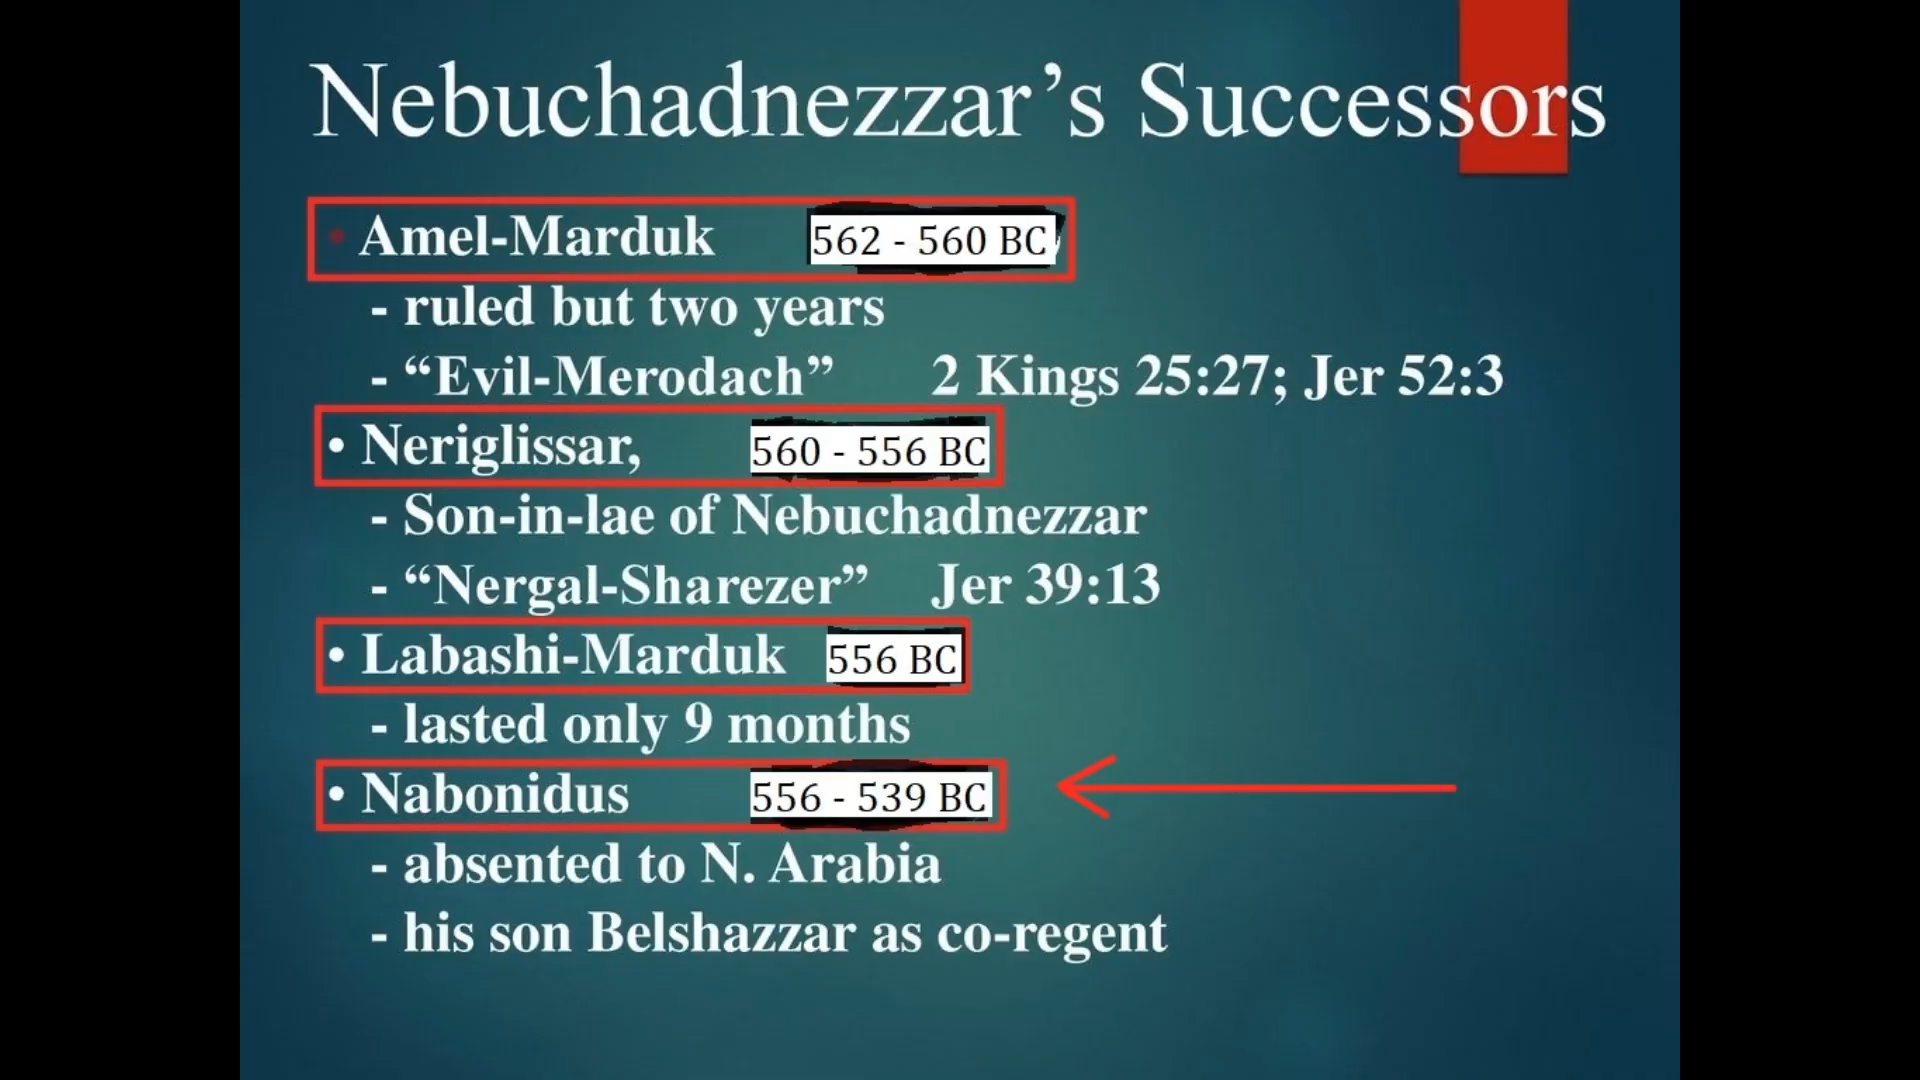 Nebuchadnezzar’s Successors
• Amel-Marduk 562 - 560 BC
- ruled but two years
- “Evil-Merodach” 2 Kings 25:27; Jer 52:3
• Neriglissar, 560 - 556 BC
- Son-in-lae of Nebuchadnezzar
- “Nergal-Sharezer” Jer 39:13
• Labashi-Marduk 556 BC
- lasted only 9 months
• Nabonidus 556 - 539 BC
- absented to N. Arabia
- his son Belshazzar as co-regent